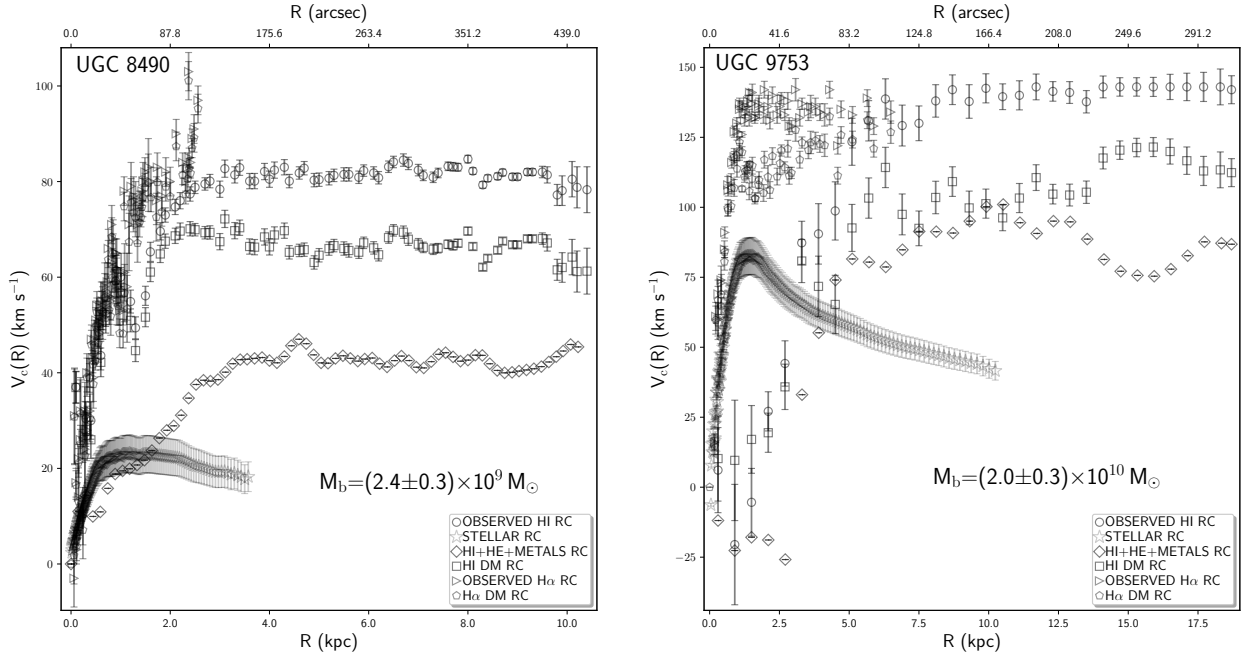 R (arcsec)
0.0 87.8 175.6 263.4 351.2 439.0
UGC 8490
100
80
60
40
20
0
V_c(R) (km s⁻¹)
M_b=(2.4±0.3)×10⁹ M_⊙
OBSERVED HI RC
STELLAR RC
HI+HE+METALS RC
HI DM RC
OBSERVED Hα RC
Hα DM RC
0.0 2.0 4.0 6.0 8.0 10.0
R (kpc)
R (arcsec)
0.0 41.6 83.2 124.8 166.4 208.0 249.6 291.2
UGC 9753
150
125
100
75
50
25
0
−25
V_c(R) (km s⁻¹)
M_b=(2.0±0.3)×10¹⁰ M_⊙
OBSERVED HI RC
STELLAR RC
HI+HE+METALS RC
HI DM RC
OBSERVED Hα RC
Hα DM RC
0.0 2.5 5.0 7.5 10.0 12.5 15.0 17.5
R (kpc)